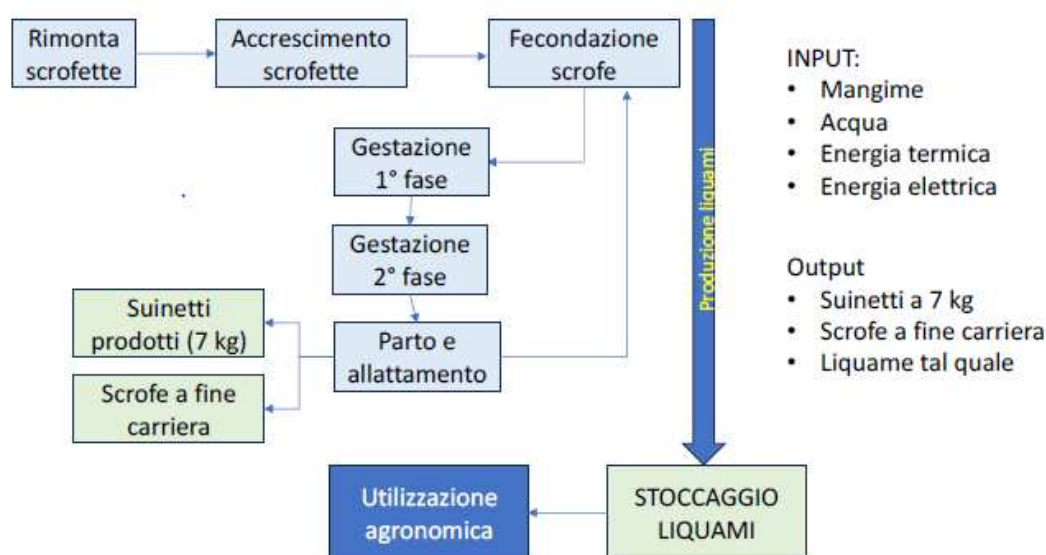 Rimonta
scrofette
Accrescimento
scrofette
Fecondazione
scrofe
Gestazione
1° fase
Gestazione
2° fase
Suinetti
prodotti (7 kg)
Parto e
allattamento
Scrofe a fine
carriera
Produzione liquami
Utilizzazione
agronomica
STOCCAGGIO
LIQUAMI
INPUT:
• Mangime
• Acqua
• Energia termica
• Energia elettrica
Output
• Suinetti a 7 kg
• Scrofe a fine carriera
• Liquame tal quale